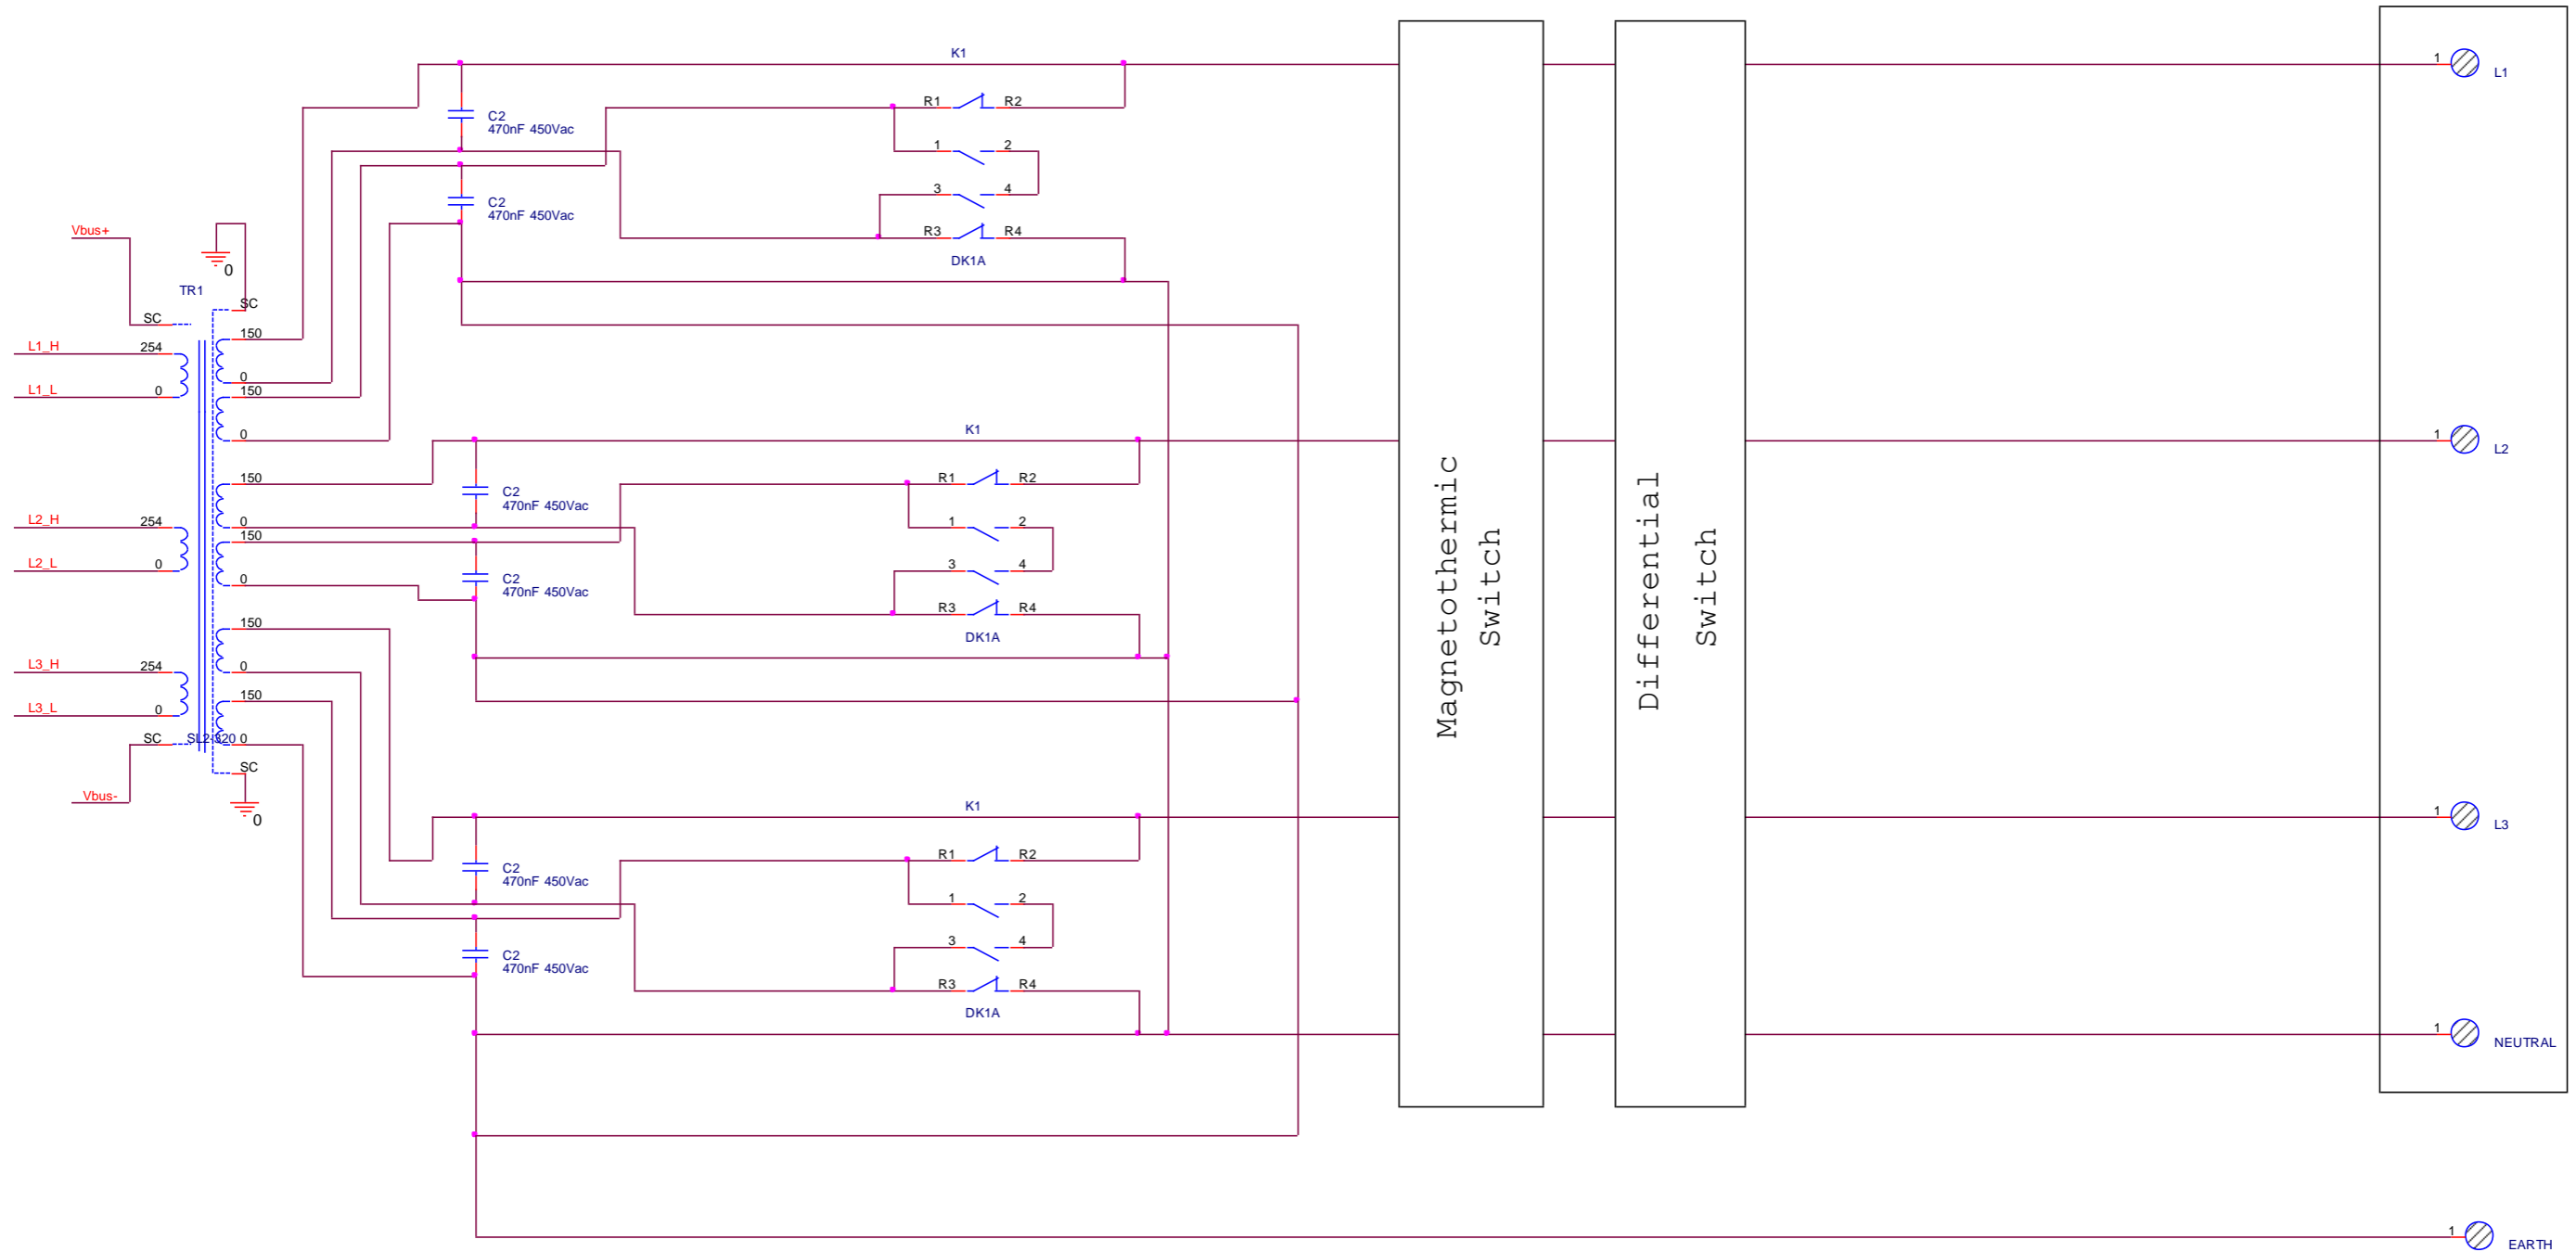 K1
1
L1
R1 R2
C2
470nF 450Vac
1 2
3 4
C2
470nF 450Vac
R3 R4
DK1A
Vbus+
0
TR1
SC
SC
150
L1_H 254
0
L1_L 0
150
0
K1
1
L2
150
R1 R2
C2
470nF 450Vac
L2_H 254
0
1 2
150
L2_L 0
3 4
0
C2
470nF 450Vac
R3 R4
DK1A
150
L3_H 254
0
150
L3_L 0
SC
SL2-320 0
SC
Vbus-
0
Magnetothermic
Switch
Differential
Switch
K1
1
L3
R1 R2
C2
470nF 450Vac
1 2
3 4
C2
470nF 450Vac
R3 R4
DK1A
1
NEUTRAL
1
EARTH